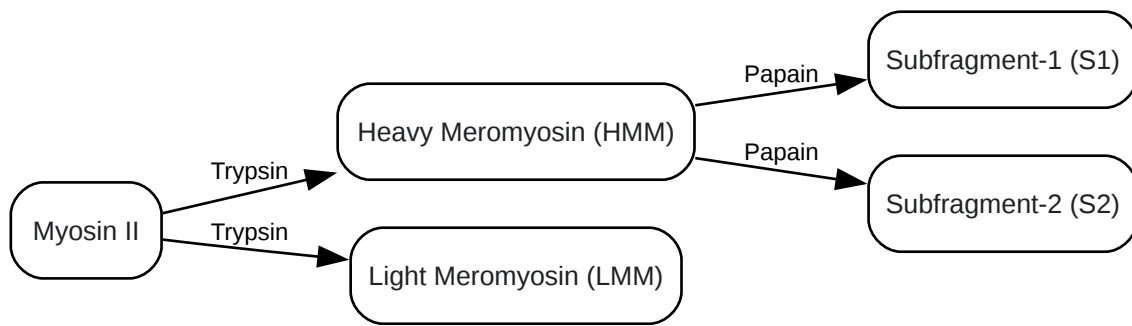 Myosin II
Trypsin
Trypsin
Heavy Meromyosin (HMM)
Light Meromyosin (LMM)
Papain
Papain
Subfragment-1 (S1)
Subfragment-2 (S2)